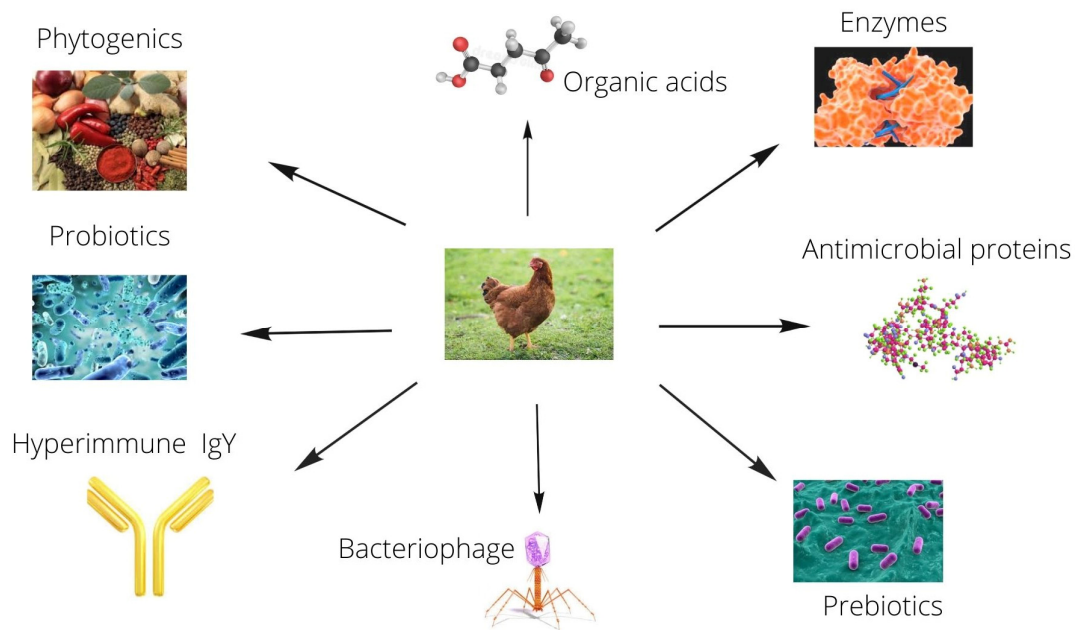 Phytogenics
Organic acids
Enzymes
Probiotics
Antimicrobial proteins
Hyperimmune IgY
Bacteriophage
Prebiotics